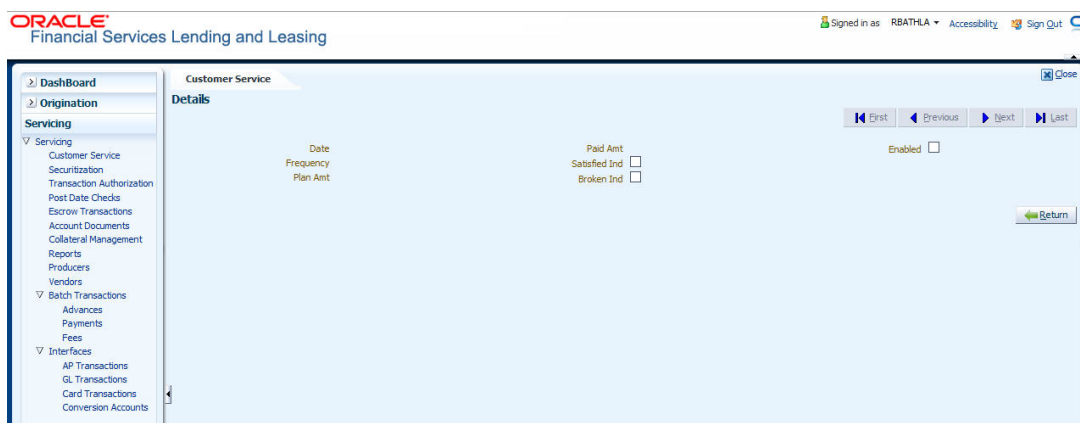 ORACLE
Financial Services Lending and Leasing
Signed in as RBATHLA Accessibility Sign Out
DashBoard
Origination
Servicing
Servicing
Customer Service
Securitization
Transaction Authorization
Post Date Checks
Escrow Transactions
Account Documents
Collateral Management
Reports
Producers
Vendors
Batch Transactions
Advances
Payments
Fees
Interfaces
AP Transactions
GL Transactions
Card Transactions
Conversion Accounts
Customer Service
Close
Details
First Previous Next Last
Date Paid Amt Enabled
Frequency Satisfied Ind
Plan Amt Broken Ind
Return